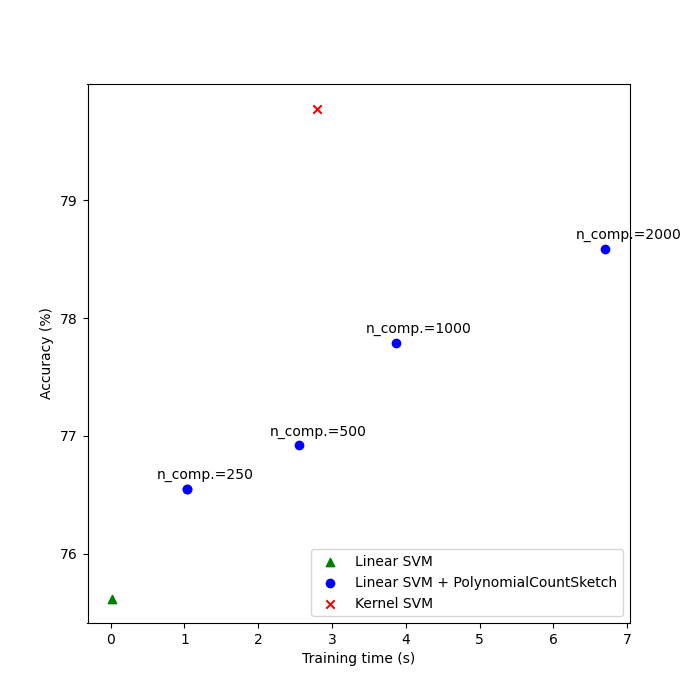 79
78
77
76
Accuracy (%)
n_comp.=2000
n_comp.=1000
n_comp.=500
n_comp.=250
Linear SVM
Linear SVM + PolynomialCountSketch
Kernel SVM
0 1 2 3 4 5 6 7
Training time (s)